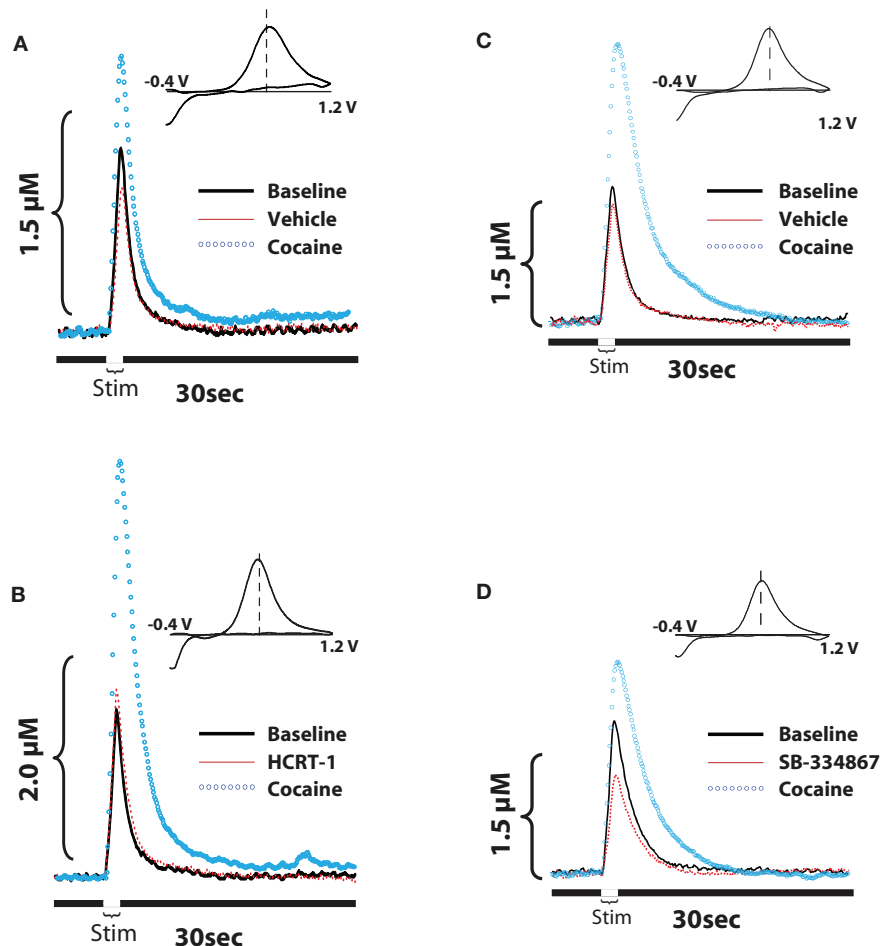 A
-0.4 V
1.2 V
1.5 µM
Baseline
Vehicle
Cocaine
Stim
30sec
C
-0.4 V
1.2 V
1.5 µM
Baseline
Vehicle
Cocaine
Stim
30sec
B
-0.4 V
1.2 V
2.0 µM
Baseline
HCRT-1
Cocaine
Stim
30sec
D
-0.4 V
1.2 V
1.5 µM
Baseline
SB-334867
Cocaine
Stim
30sec